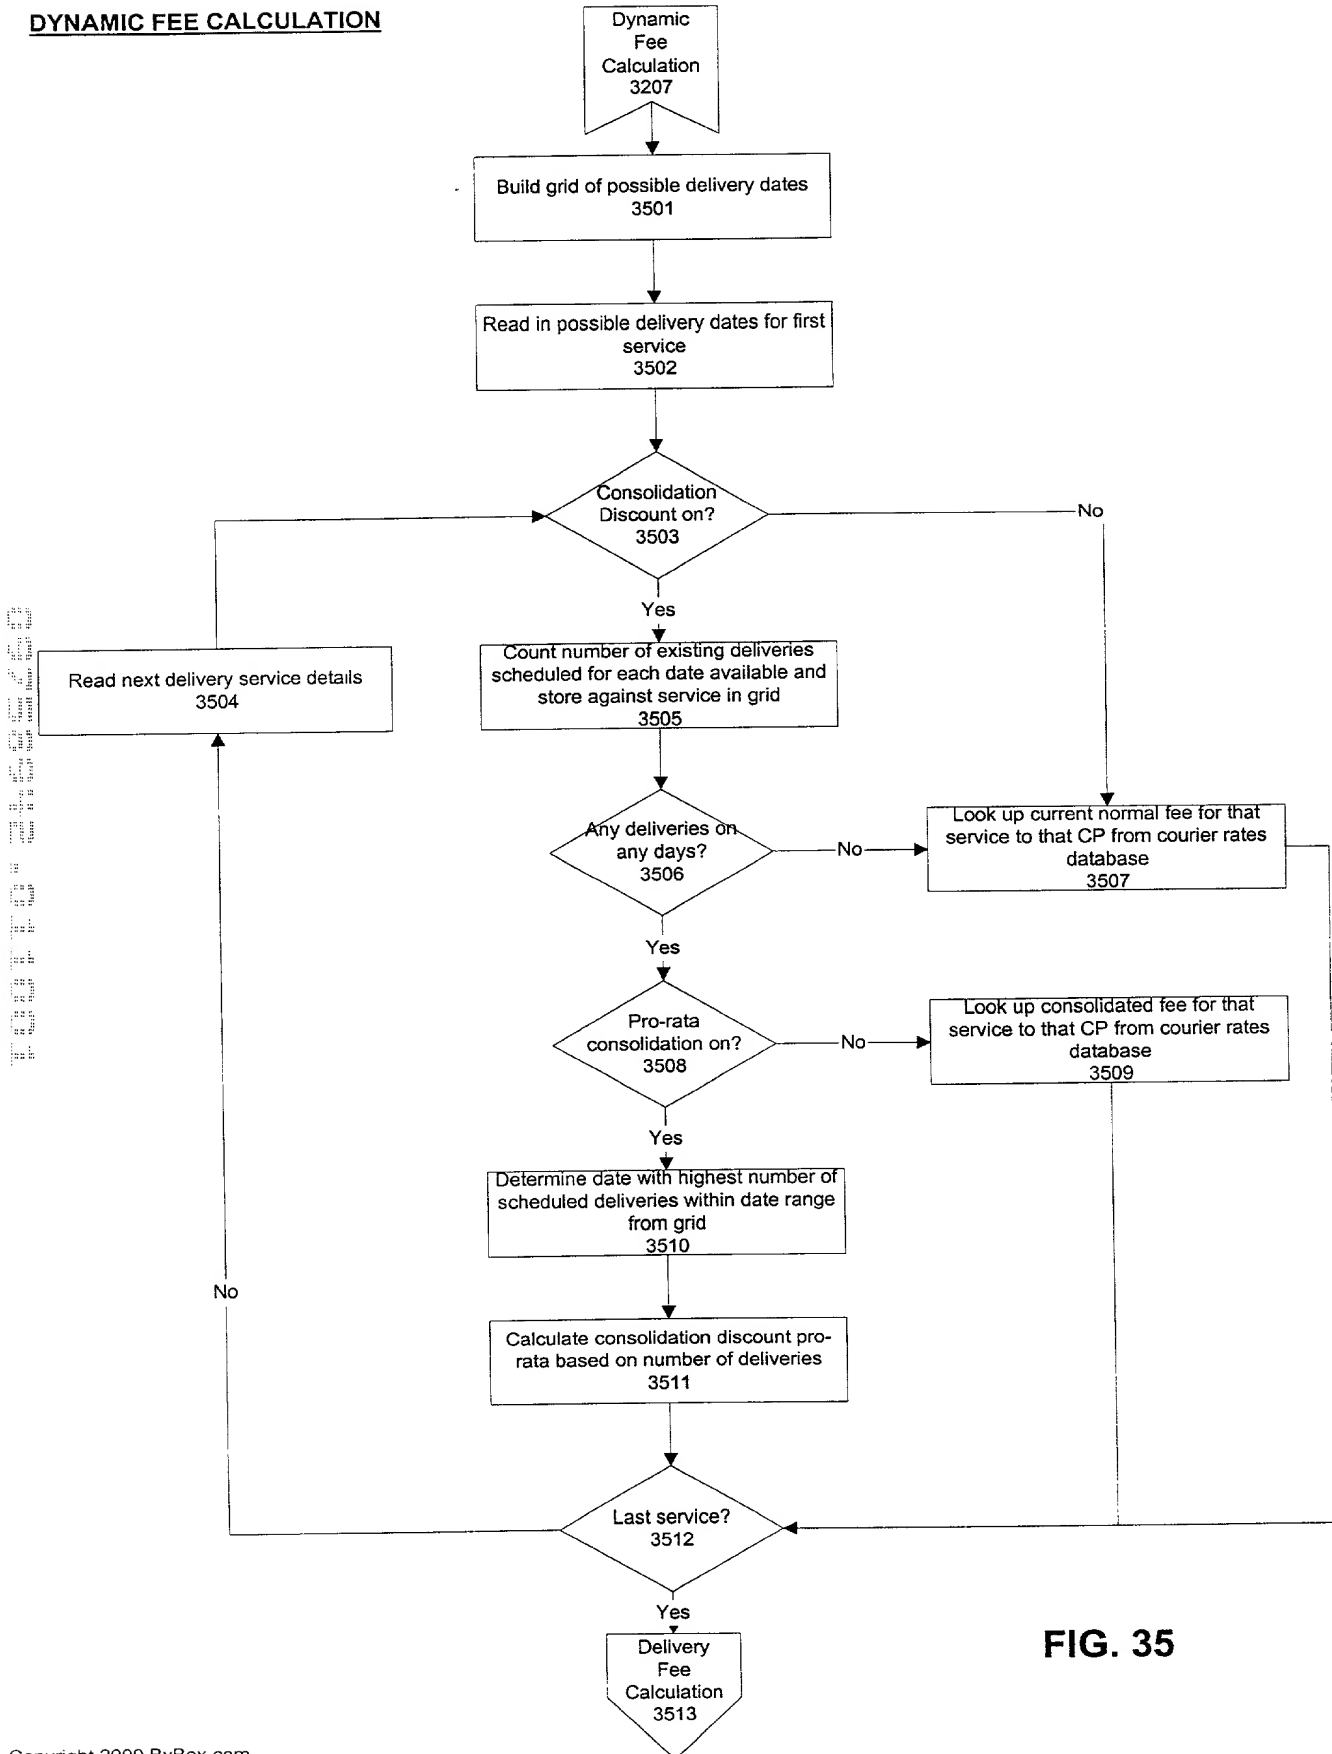 DYNAMIC FEE CALCULATION
Dynamic
Fee
Calculation
3207
Build grid of possible delivery dates
3501
Read in possible delivery dates for first
service
3502
Consolidation
Discount on?
3503
No
Yes
Read next delivery service details
3504
Count number of existing deliveries
scheduled for each date available and
store against service in grid
3505
Any deliveries on
any days?
3506
No
Look up current normal fee for that
service to that CP from courier rates
database
3507
Yes
Pro-rata
consolidation on?
3508
No
Look up consolidated fee for that
service to that CP from courier rates
database
3509
Yes
Determine date with highest number of
scheduled deliveries within date range
from grid
3510
No
Calculate consolidation discount pro-
rata based on number of deliveries
3511
Last service?
3512
Yes
Delivery
Fee
Calculation
3513
FIG. 35